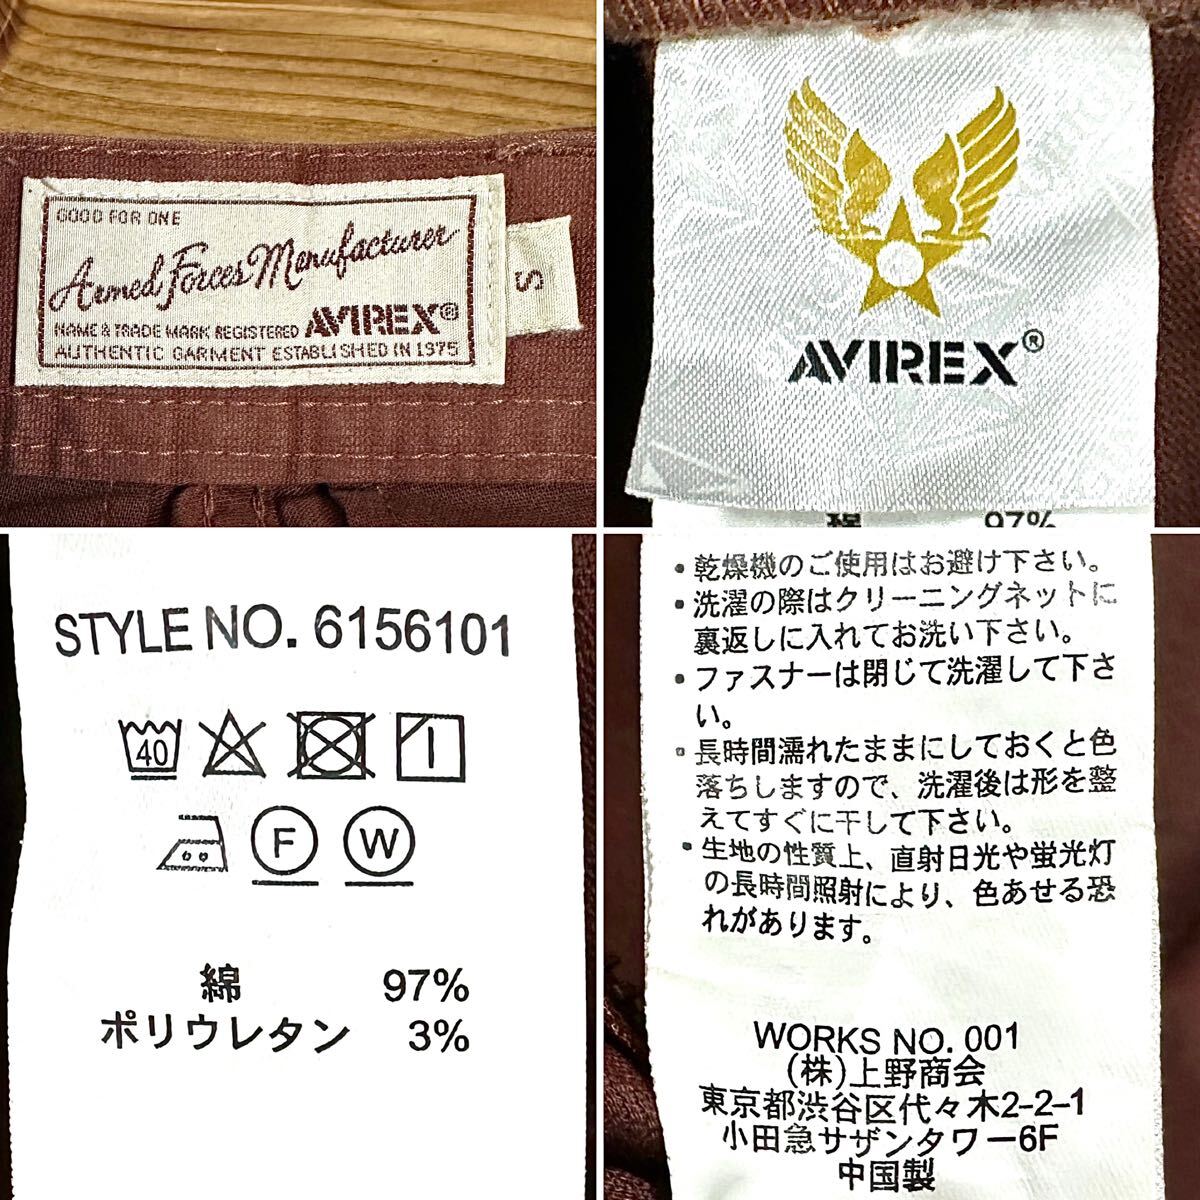 GOOD FOR ONE
Armed Forces Manufacturer
NAME & TRADE MARK REGISTERED AVIREX®
AUTHENTIC GARMENT ESTABLISHED IN 1975
S
AVIREX®
綿 97%
STYLE NO. 6156101
40
F W
綿 97%
ポリウレタン 3%
・乾燥機のご使用はお避け下さい。
・洗濯の際はクリーニングネットに
裏返しに入れてお洗い下さい。
・ファスナーは閉じて洗濯して下さ
い。
・長時間濡れたままにしておくと色
落ちしますので、洗濯後は形を整
えてすぐに干して下さい。
・生地の性質上、直射日光や蛍光灯
の長時間照射により、色あせる恐
れがあります。
WORKS NO. 001
(株)上野商会
東京都渋谷区代々木2-2-1
小田急サザンタワー6F
中国製